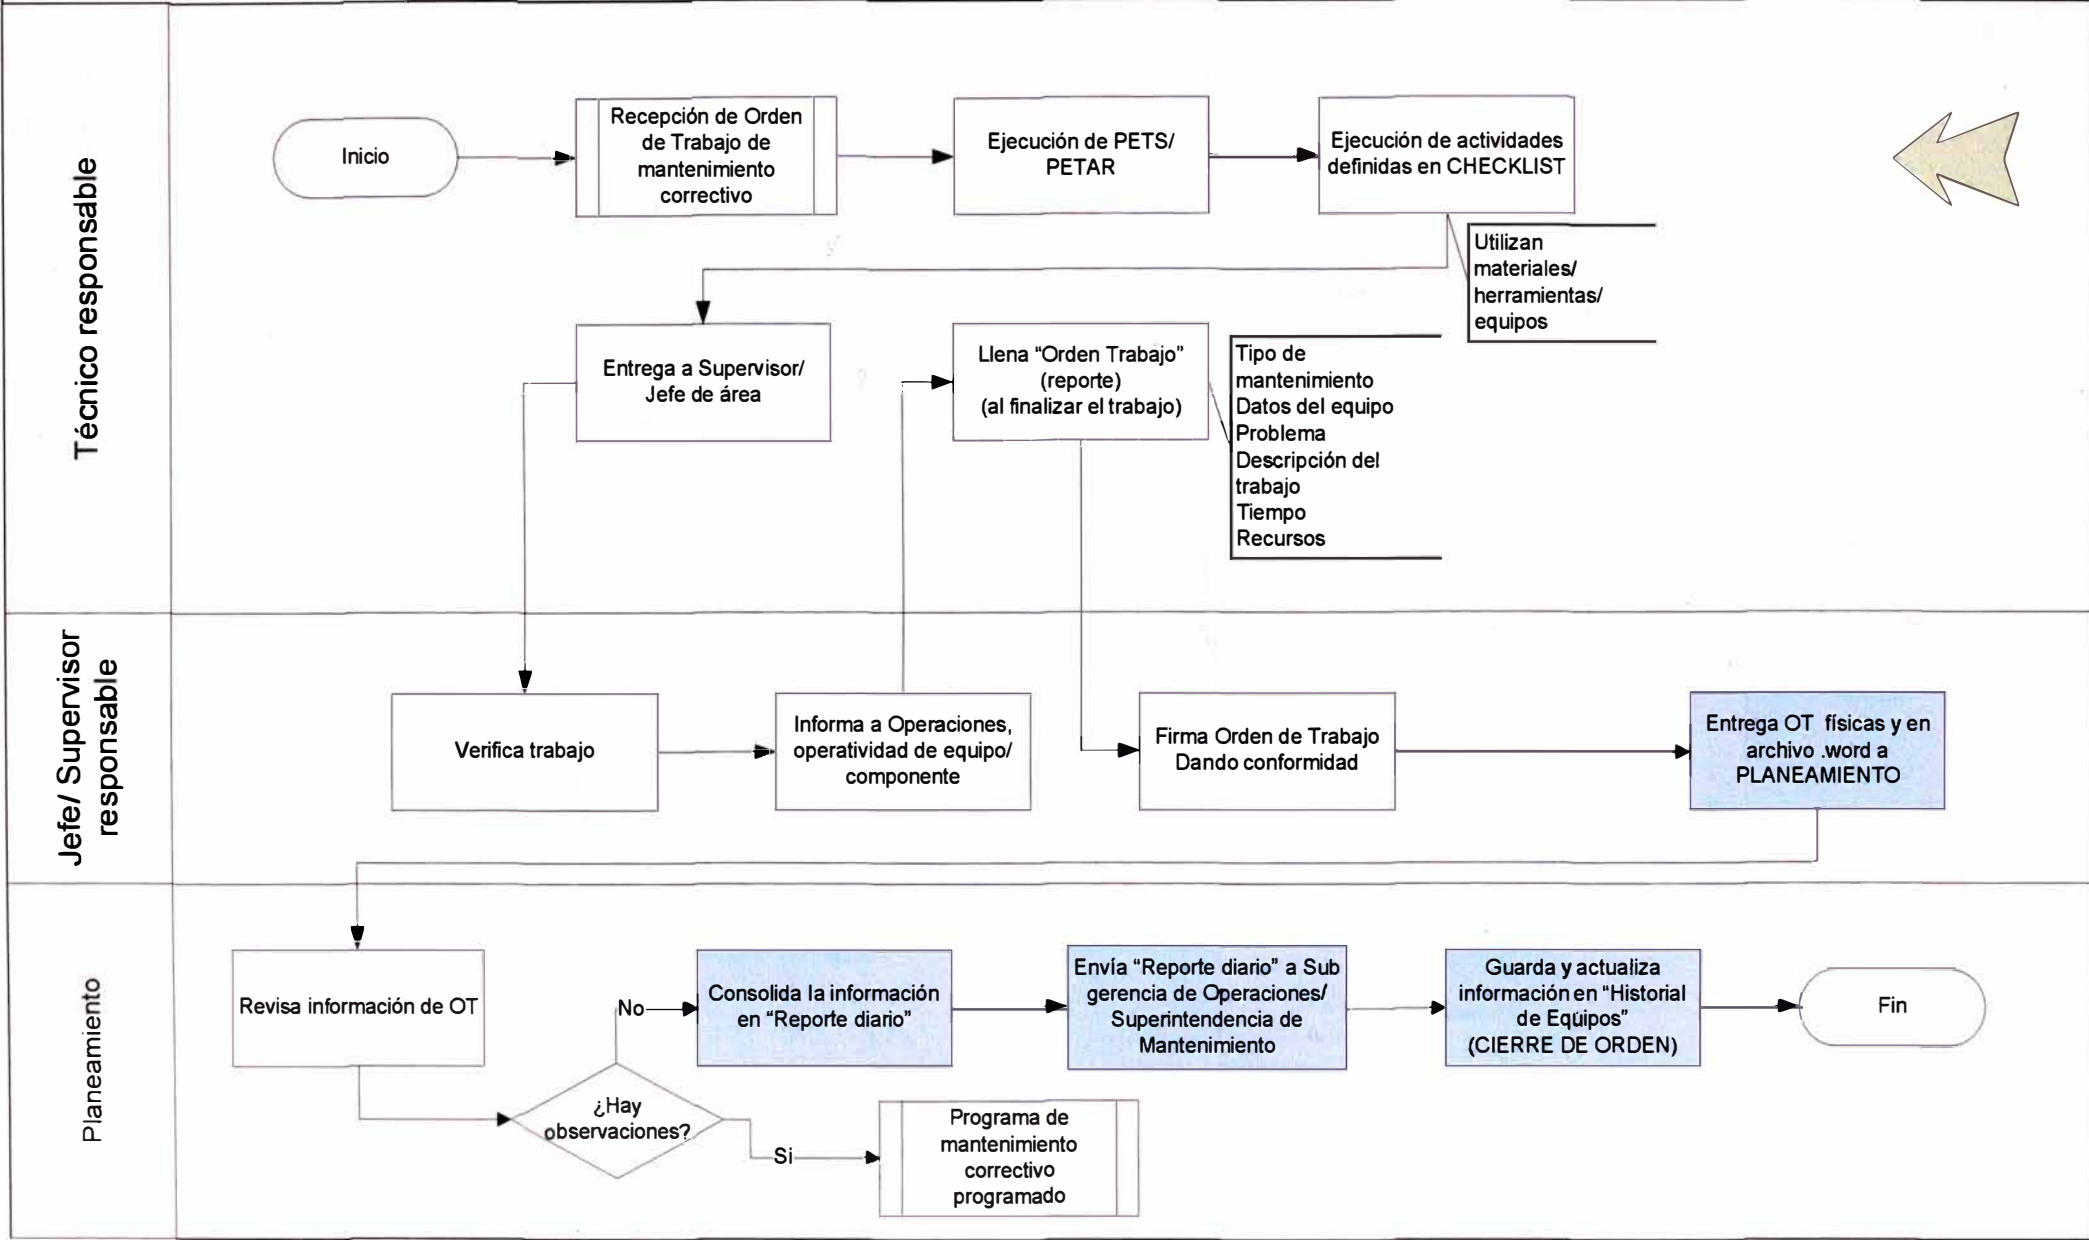 Técnico responsable
Inicio
Recepción de Orden
de Trabajo de
mantenimiento
correctivo
Ejecución de PETS/
PETAR
Ejecución de actividades
definidas en CHECKLIST
Utilizan
materiales/
herramientas/
equipos
Entrega a Supervisor/
Jefe de área
Llena “Orden Trabajo”
(reporte)
(al finalizar el trabajo)
Tipo de
mantenimiento
Datos del equipo
Problema
Descripción del
trabajo
Tiempo
Recursos
Jefe/ Supervisor
responsable
Verifica trabajo
Informa a Operaciones,
operatividad de equipo/
componente
Firma Orden de Trabajo
Dando conformidad
Entrega OT físicas y en
archivo .word a
PLANEAMIENTO
Planeamiento
Revisa información de OT
¿Hay
observaciones?
No
Consolida la información
en “Reporte diario”
Envía “Reporte diario” a Sub
gerencia de Operaciones/
Superintendencia de
Mantenimiento
Guarda y actualiza
información en “Historial
de Equipos”
(CIERRE DE ORDEN)
Fin
Si
Programa de
mantenimiento
correctivo
programado